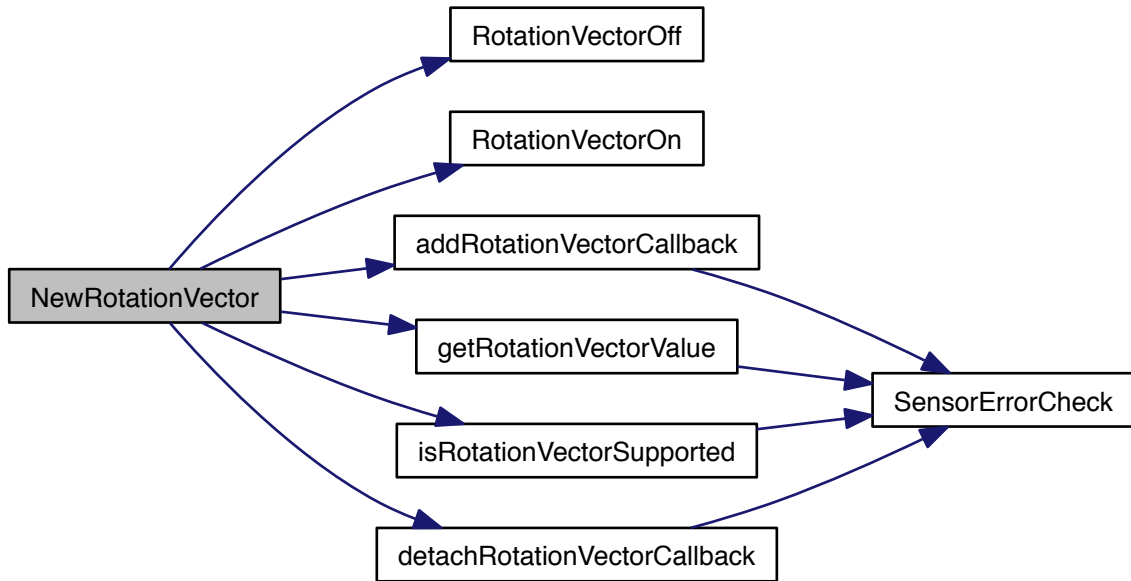 RotationVectorOff
RotationVectorOn
addRotationVectorCallback
NewRotationVector
getRotationVectorValue
SensorErrorCheck
isRotationVectorSupported
detachRotationVectorCallback